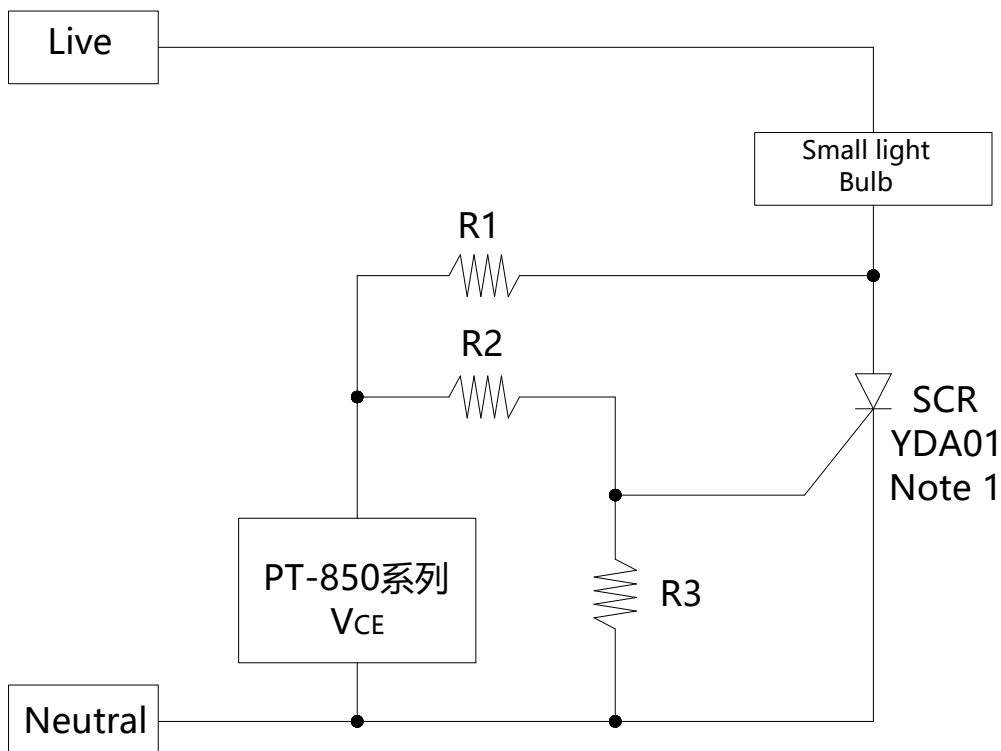 Live
Small light
Bulb
R1
R2
SCR
YDA01
Note 1
PT-850系列
VCE
R3
Neutral